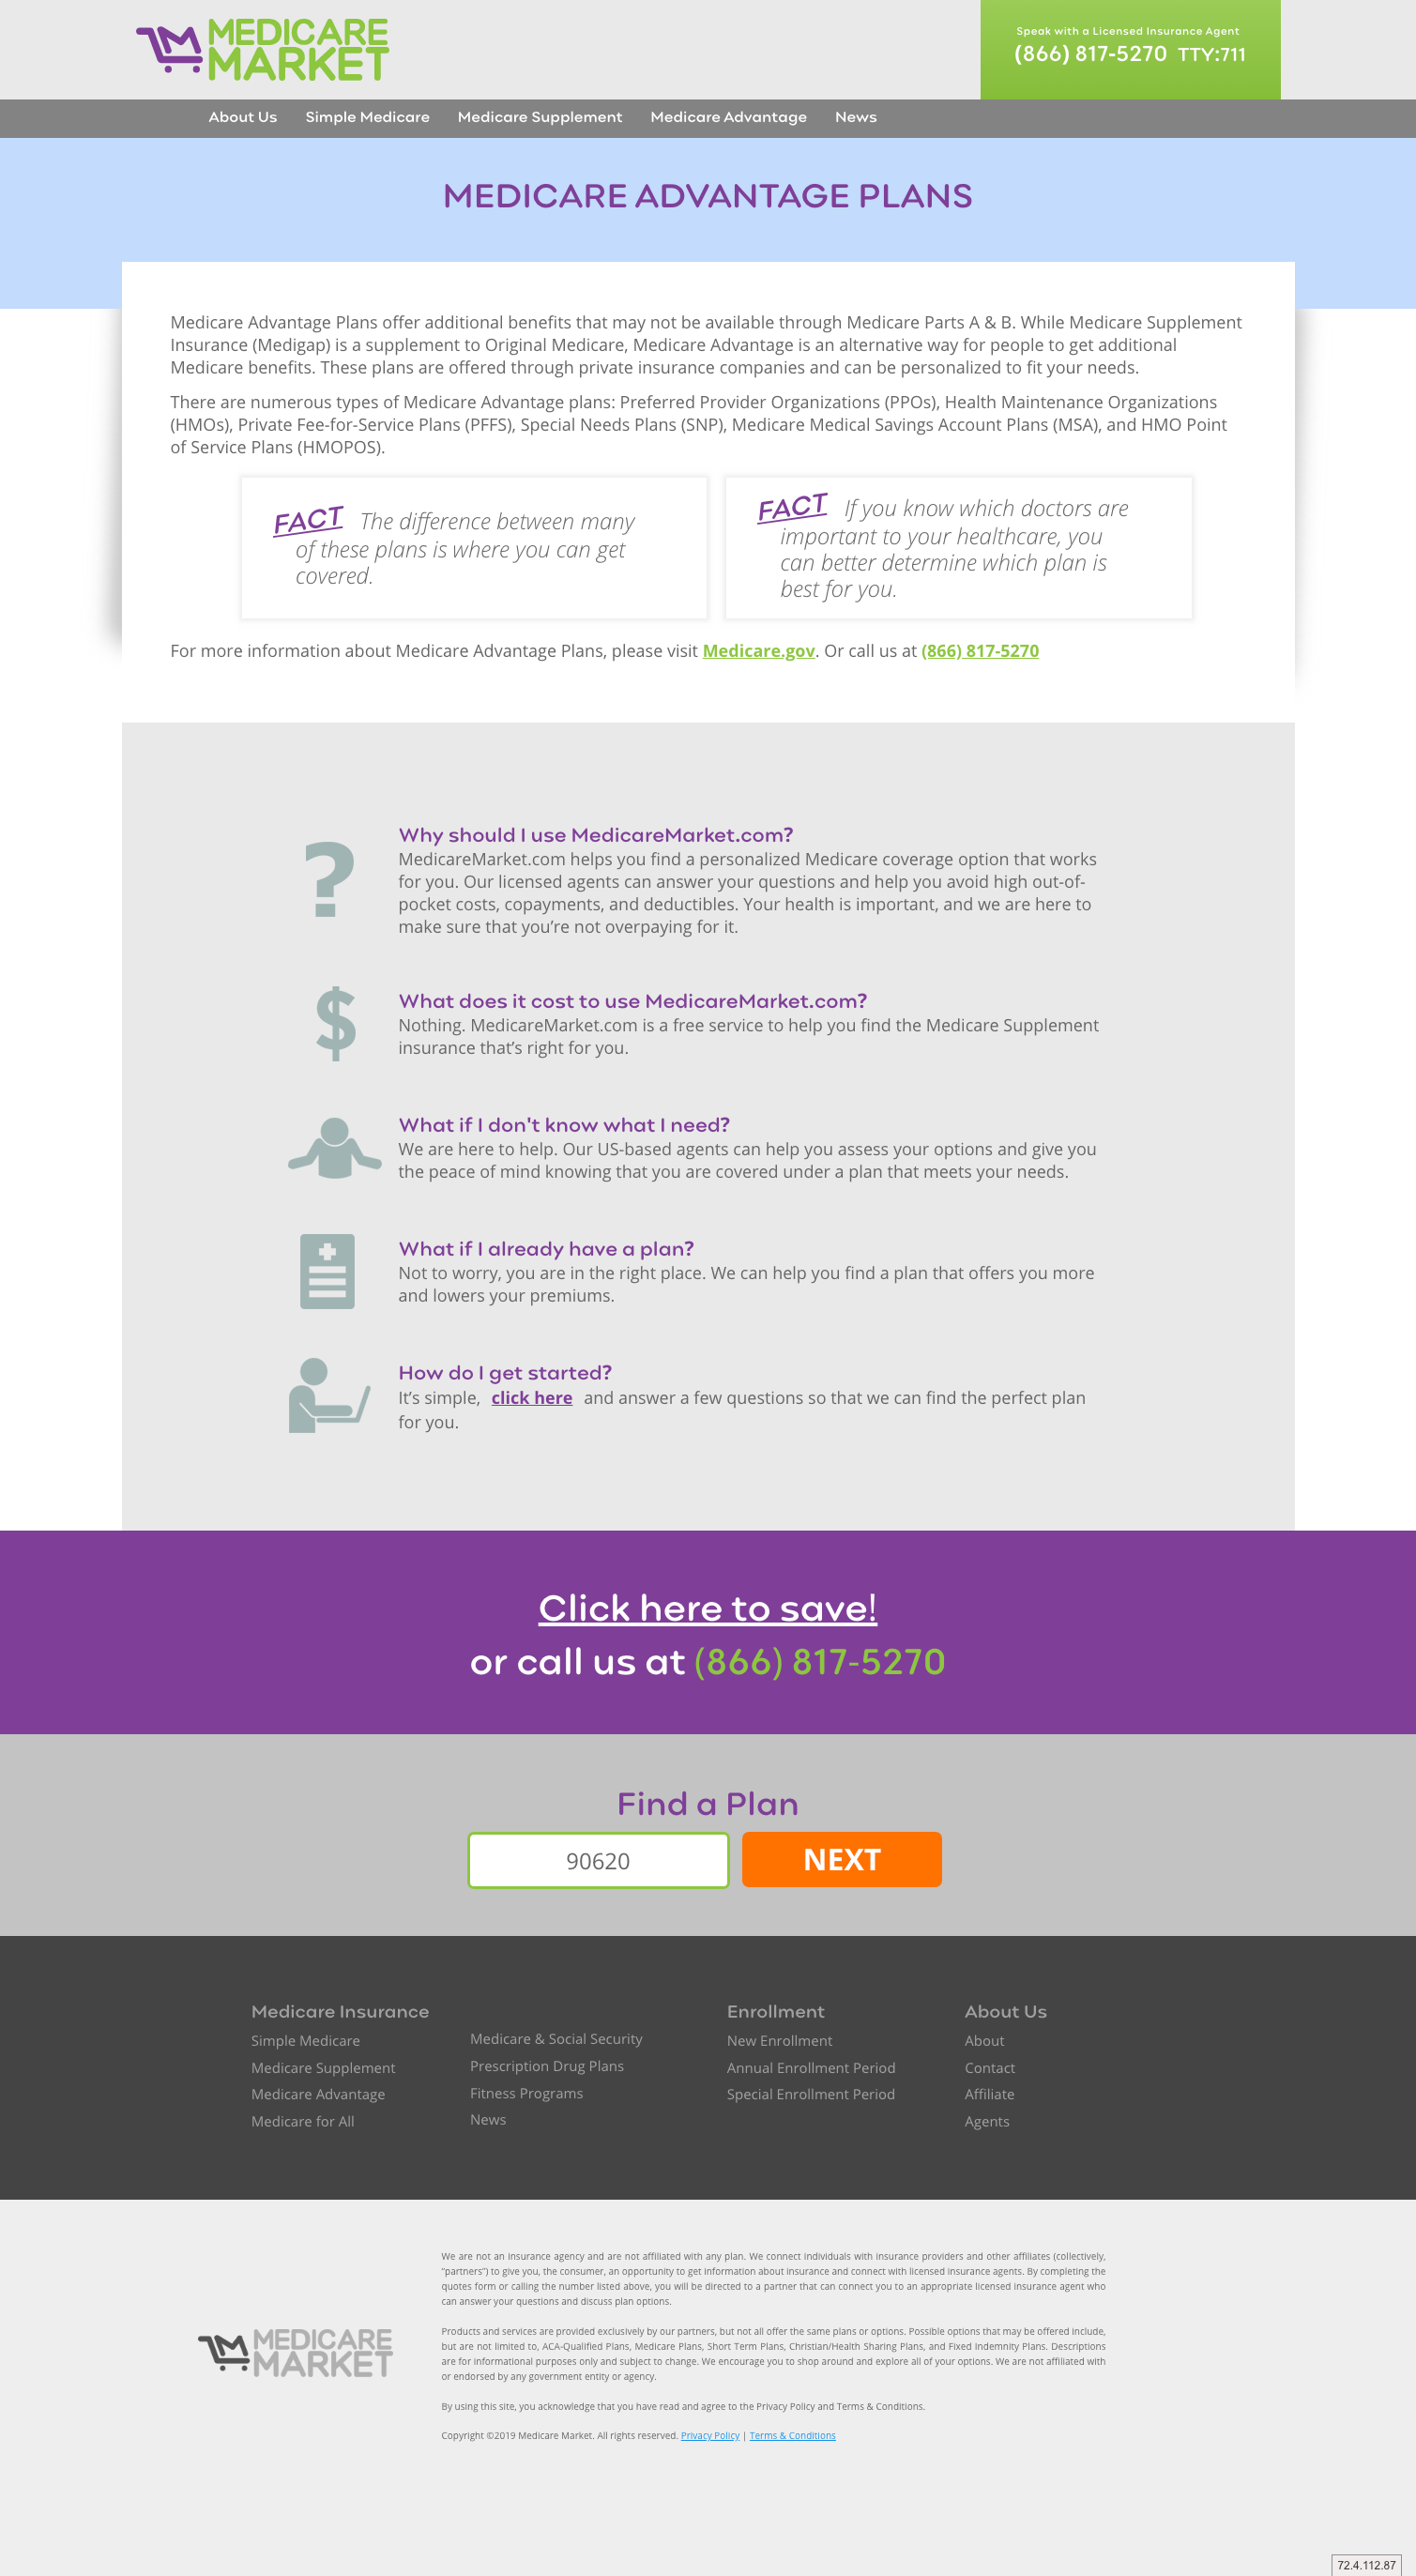 MEDICARE
MARKET
Speak with a Licensed Insurance Agent
(866) 817-5270 TTY:711
About Us Simple Medicare Medicare Supplement Medicare Advantage News
MEDICARE ADVANTAGE PLANS
Medicare Advantage Plans offer additional benefits that may not be available through Medicare Parts A & B. While Medicare Supplement
Insurance (Medigap) is a supplement to Original Medicare, Medicare Advantage is an alternative way for people to get additional
Medicare benefits. These plans are offered through private insurance companies and can be personalized to fit your needs.
There are numerous types of Medicare Advantage plans: Preferred Provider Organizations (PPOs), Health Maintenance Organizations
(HMOs), Private Fee-for-Service Plans (PFFS), Special Needs Plans (SNP), Medicare Medical Savings Account Plans (MSA), and HMO Point
of Service Plans (HMOPOS).
FACT The difference between many
of these plans is where you can get
covered.
FACT If you know which doctors are
important to your healthcare, you
can better determine which plan is
best for you.
For more information about Medicare Advantage Plans, please visit Medicare.gov. Or call us at (866) 817-5270
Why should I use MedicareMarket.com?
MedicareMarket.com helps you find a personalized Medicare coverage option that works
for you. Our licensed agents can answer your questions and help you avoid high out-of-
pocket costs, copayments, and deductibles. Your health is important, and we are here to
make sure that you’re not overpaying for it.
What does it cost to use MedicareMarket.com?
Nothing. MedicareMarket.com is a free service to help you find the Medicare Supplement
insurance that’s right for you.
What if I don't know what I need?
We are here to help. Our US-based agents can help you assess your options and give you
the peace of mind knowing that you are covered under a plan that meets your needs.
What if I already have a plan?
Not to worry, you are in the right place. We can help you find a plan that offers you more
and lowers your premiums.
How do I get started?
It’s simple, click here and answer a few questions so that we can find the perfect plan
for you.
Click here to save!
or call us at (866) 817-5270
Find a Plan
90620 NEXT
Medicare Insurance
Simple Medicare
Medicare Supplement
Medicare Advantage
Medicare for All
Medicare & Social Security
Prescription Drug Plans
Fitness Programs
News
Enrollment
New Enrollment
Annual Enrollment Period
Special Enrollment Period
About Us
About
Contact
Affiliate
Agents
MEDICARE
MARKET
We are not an insurance agency and are not affiliated with any plan. We connect individuals with insurance providers and other affiliates (collectively,
“partners”) to give you, the consumer, an opportunity to get information about insurance and connect with licensed insurance agents. By completing the
quotes form or calling the number listed above, you will be directed to a partner that can connect you to an appropriate licensed insurance agent who
can answer your questions and discuss plan options.
Products and services are provided exclusively by our partners, but not all offer the same plans or options. Possible options that may be offered include,
but are not limited to, ACA-Qualified Plans, Medicare Plans, Short Term Plans, Christian/Health Sharing Plans, and Fixed Indemnity Plans. Descriptions
are for informational purposes only and subject to change. We encourage you to shop around and explore all of your options. We are not affiliated with
or endorsed by any government entity or agency.
By using this site, you acknowledge that you have read and agree to the Privacy Policy and Terms & Conditions.
Copyright ©2019 Medicare Market. All rights reserved. Privacy Policy | Terms & Conditions
72.4.112.87